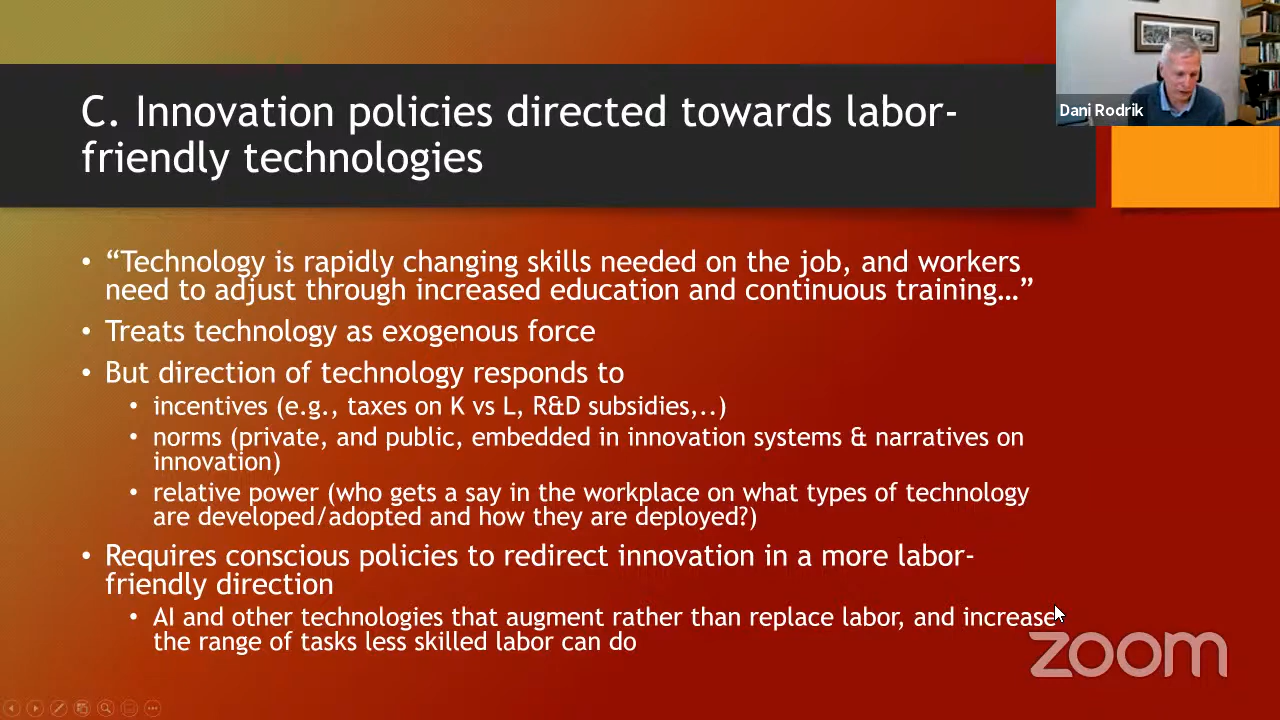 C. Innovation policies directed towards labor-
friendly technologies
Dani Rodrik
• “Technology is rapidly changing skills needed on the job, and workers
need to adjust through increased education and continuous training…”
• Treats technology as exogenous force
• But direction of technology responds to
• incentives (e.g., taxes on K vs L, R&D subsidies,..)
• norms (private, and public, embedded in innovation systems & narratives on
innovation)
• relative power (who gets a say in the workplace on what types of technology
are developed/adopted and how they are deployed?)
• Requires conscious policies to redirect innovation in a more labor-
friendly direction
• AI and other technologies that augment rather than replace labor, and increase
the range of tasks less skilled labor can do
zoom